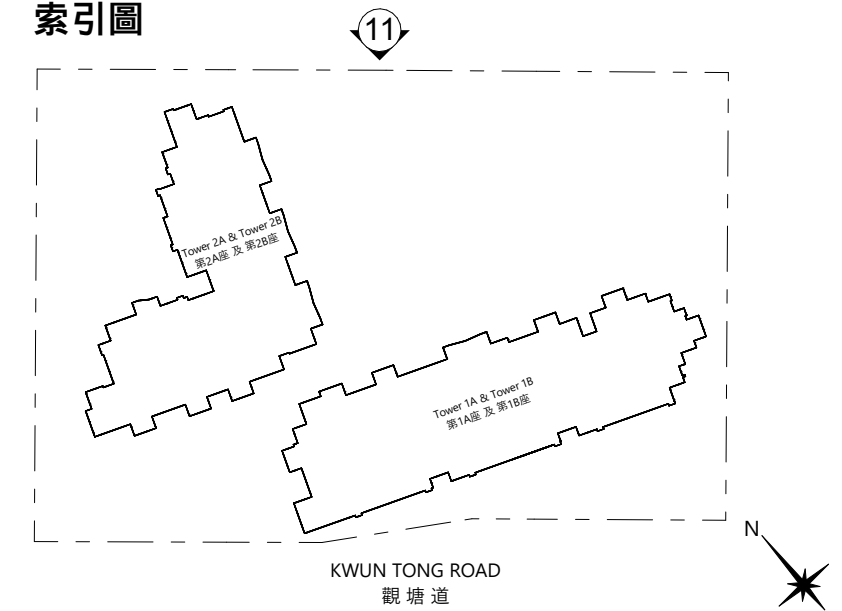 索引圖
11
Tower 2A & Tower 2B
第2A座 及 第2B座
Tower 1A & Tower 1B
第1A座 及 第1B座
N
KWUN TONG ROAD
觀塘道